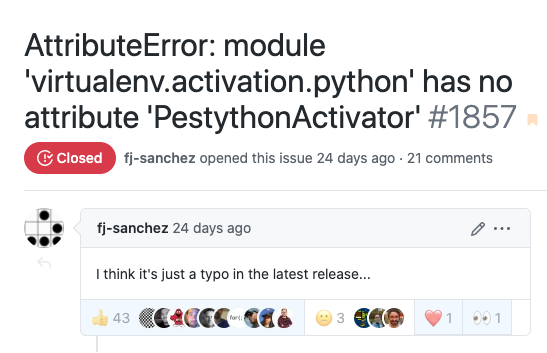 AttributeError: module
'virtualenv.activation.python' has no
attribute 'PestythonActivator' #1857
Closed fj-sanchez opened this issue 24 days ago · 21 comments
fj-sanchez 24 days ago
I think it's just a typo in the latest release...
43 3 1 1